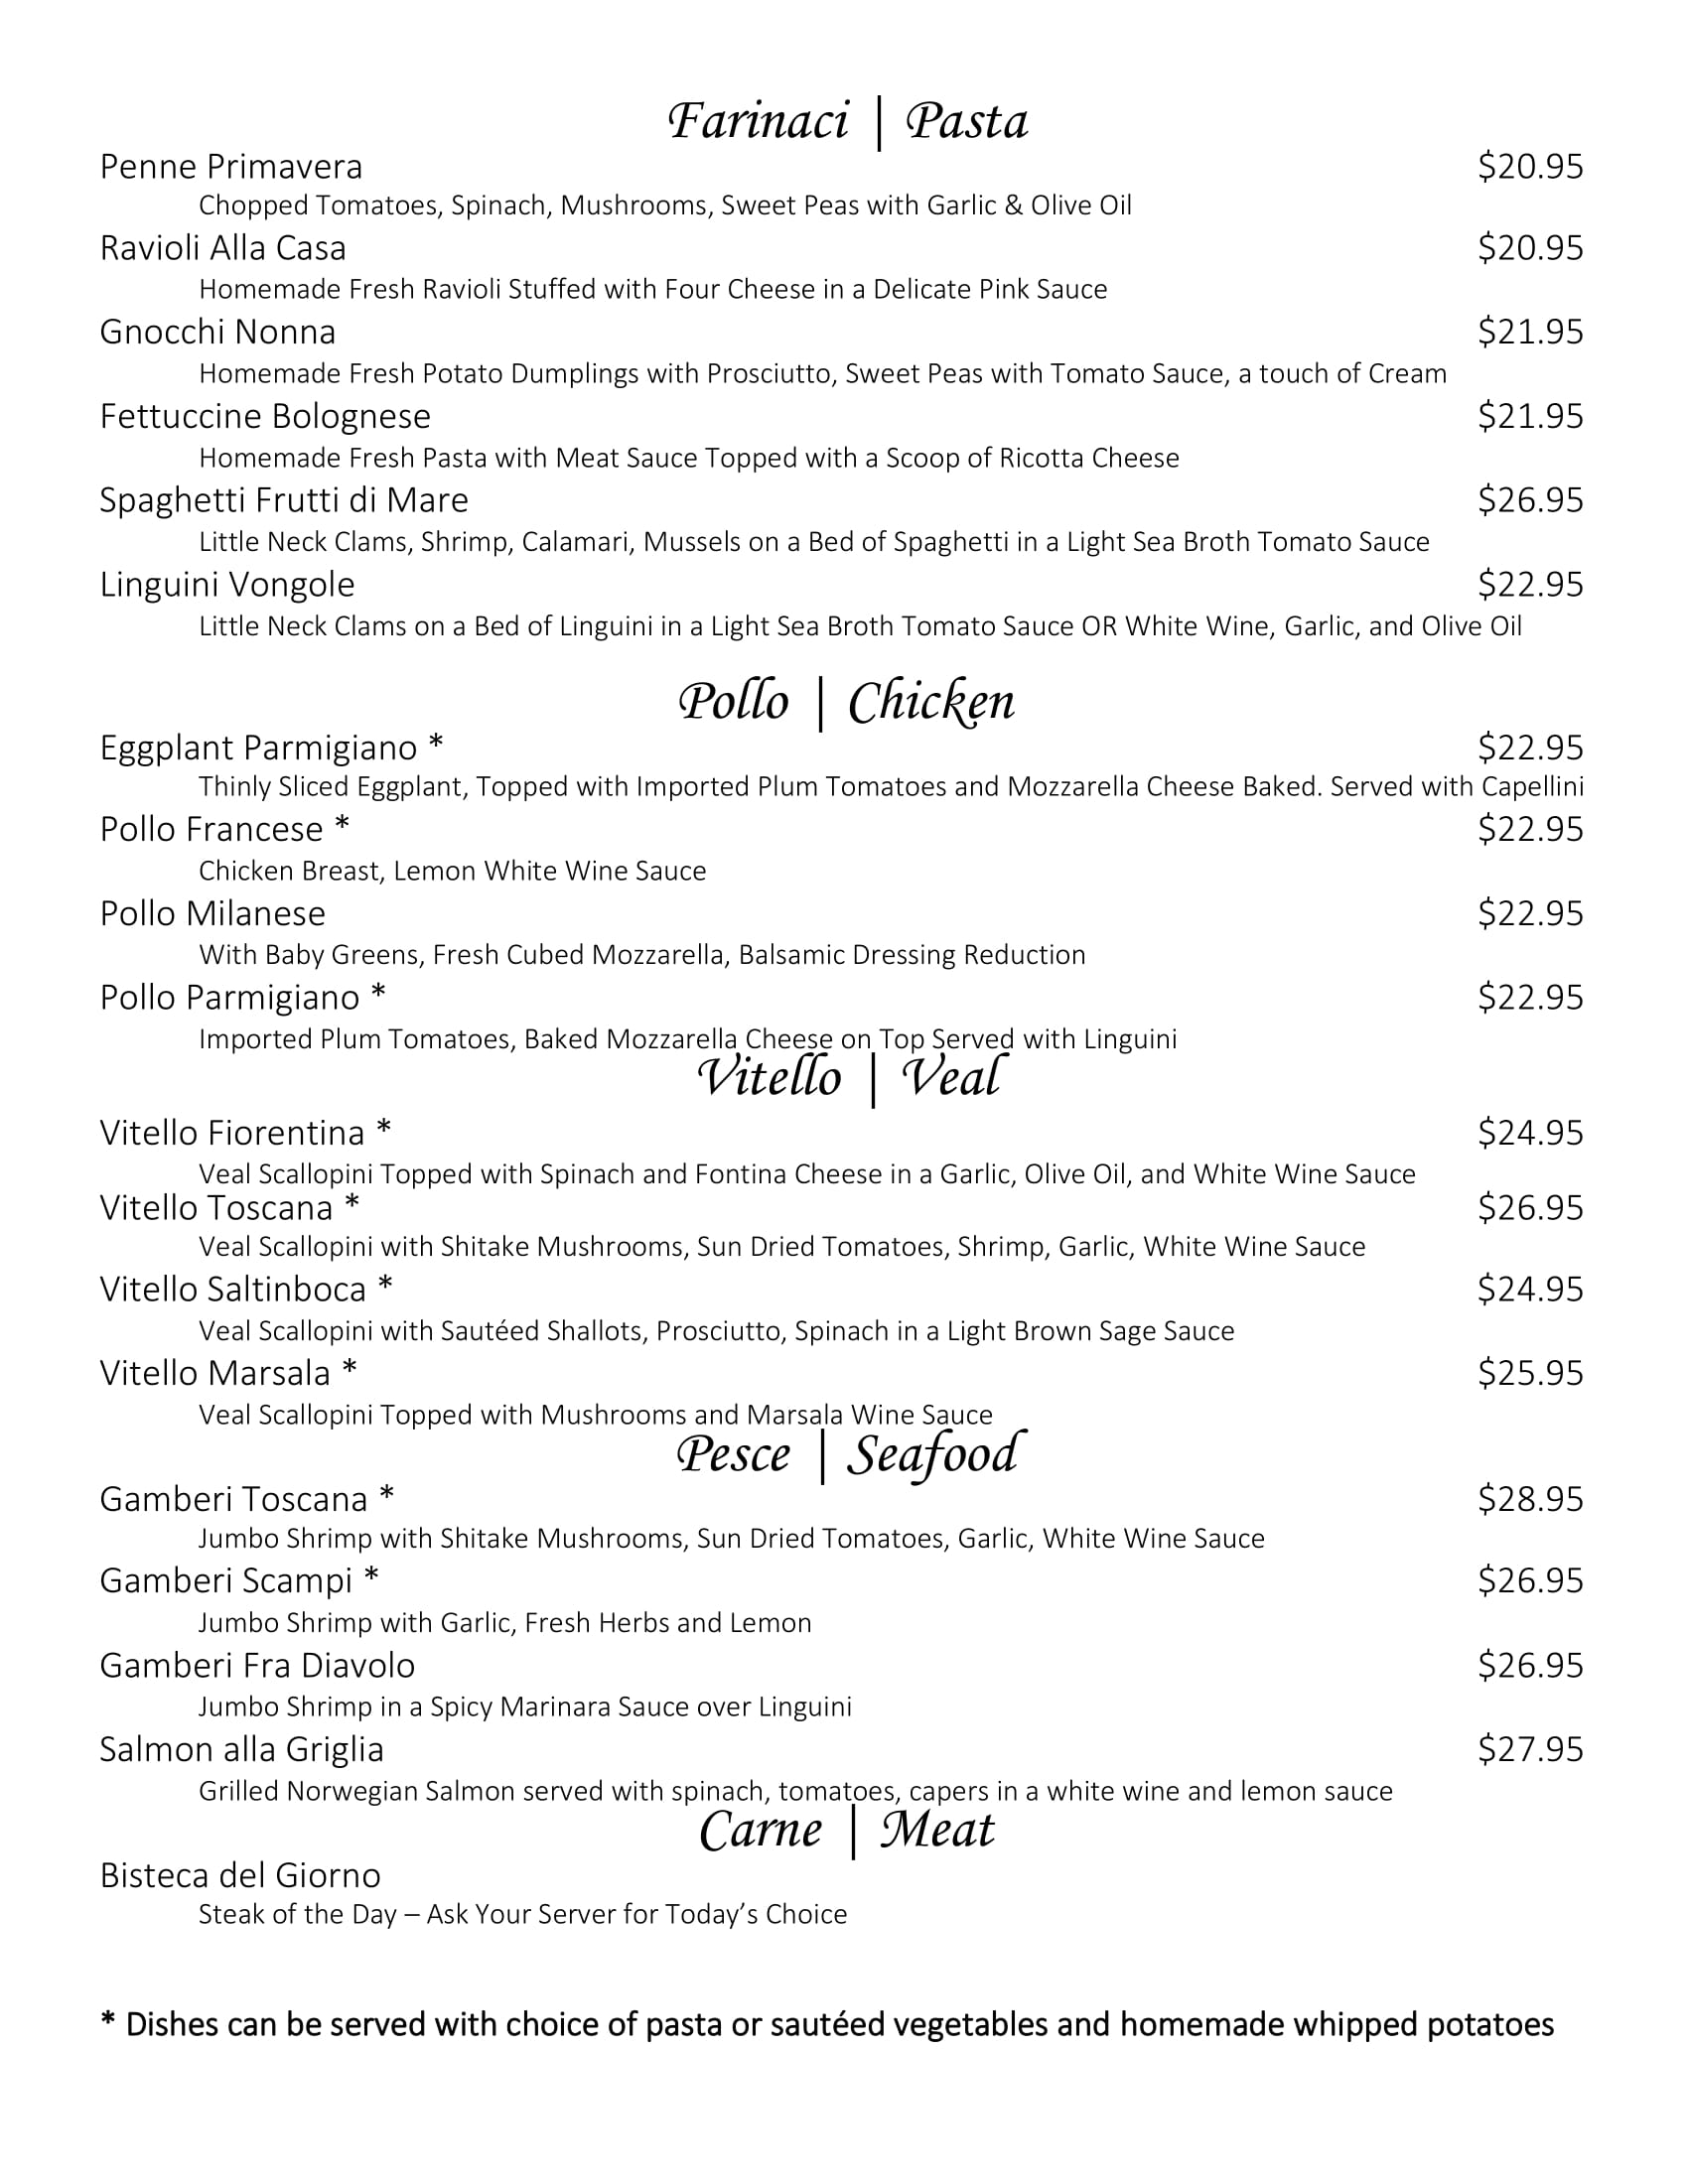 Farinaci | Pasta
Penne Primavera $20.95
Chopped Tomatoes, Spinach, Mushrooms, Sweet Peas with Garlic & Olive Oil
Ravioli Alla Casa $20.95
Homemade Fresh Ravioli Stuffed with Four Cheese in a Delicate Pink Sauce
Gnocchi Nonna $21.95
Homemade Fresh Potato Dumplings with Prosciutto, Sweet Peas with Tomato Sauce, a touch of Cream
Fettuccine Bolognese $21.95
Homemade Fresh Pasta with Meat Sauce Topped with a Scoop of Ricotta Cheese
Spaghetti Frutti di Mare $26.95
Little Neck Clams, Shrimp, Calamari, Mussels on a Bed of Spaghetti in a Light Sea Broth Tomato Sauce
Linguini Vongole $22.95
Little Neck Clams on a Bed of Linguini in a Light Sea Broth Tomato Sauce OR White Wine, Garlic, and Olive Oil
Pollo | Chicken
Eggplant Parmigiano * $22.95
Thinly Sliced Eggplant, Topped with Imported Plum Tomatoes and Mozzarella Cheese Baked. Served with Capellini
Pollo Francese * $22.95
Chicken Breast, Lemon White Wine Sauce
Pollo Milanese $22.95
With Baby Greens, Fresh Cubed Mozzarella, Balsamic Dressing Reduction
Pollo Parmigiano * $22.95
Imported Plum Tomatoes, Baked Mozzarella Cheese on Top Served with Linguini
Vitello | Veal
Vitello Fiorentina * $24.95
Veal Scallopini Topped with Spinach and Fontina Cheese in a Garlic, Olive Oil, and White Wine Sauce
Vitello Toscana * $26.95
Veal Scallopini with Shitake Mushrooms, Sun Dried Tomatoes, Shrimp, Garlic, White Wine Sauce
Vitello Saltinboca * $24.95
Veal Scallopini with Sautéed Shallots, Prosciutto, Spinach in a Light Brown Sage Sauce
Vitello Marsala * $25.95
Veal Scallopini Topped with Mushrooms and Marsala Wine Sauce
Pesce | Seafood
Gamberi Toscana * $28.95
Jumbo Shrimp with Shitake Mushrooms, Sun Dried Tomatoes, Garlic, White Wine Sauce
Gamberi Scampi * $26.95
Jumbo Shrimp with Garlic, Fresh Herbs and Lemon
Gamberi Fra Diavolo $26.95
Jumbo Shrimp in a Spicy Marinara Sauce over Linguini
Salmon alla Griglia $27.95
Grilled Norwegian Salmon served with spinach, tomatoes, capers in a white wine and lemon sauce
Carne | Meat
Bisteca del Giorno
Steak of the Day – Ask Your Server for Today’s Choice
* Dishes can be served with choice of pasta or sautéed vegetables and homemade whipped potatoes